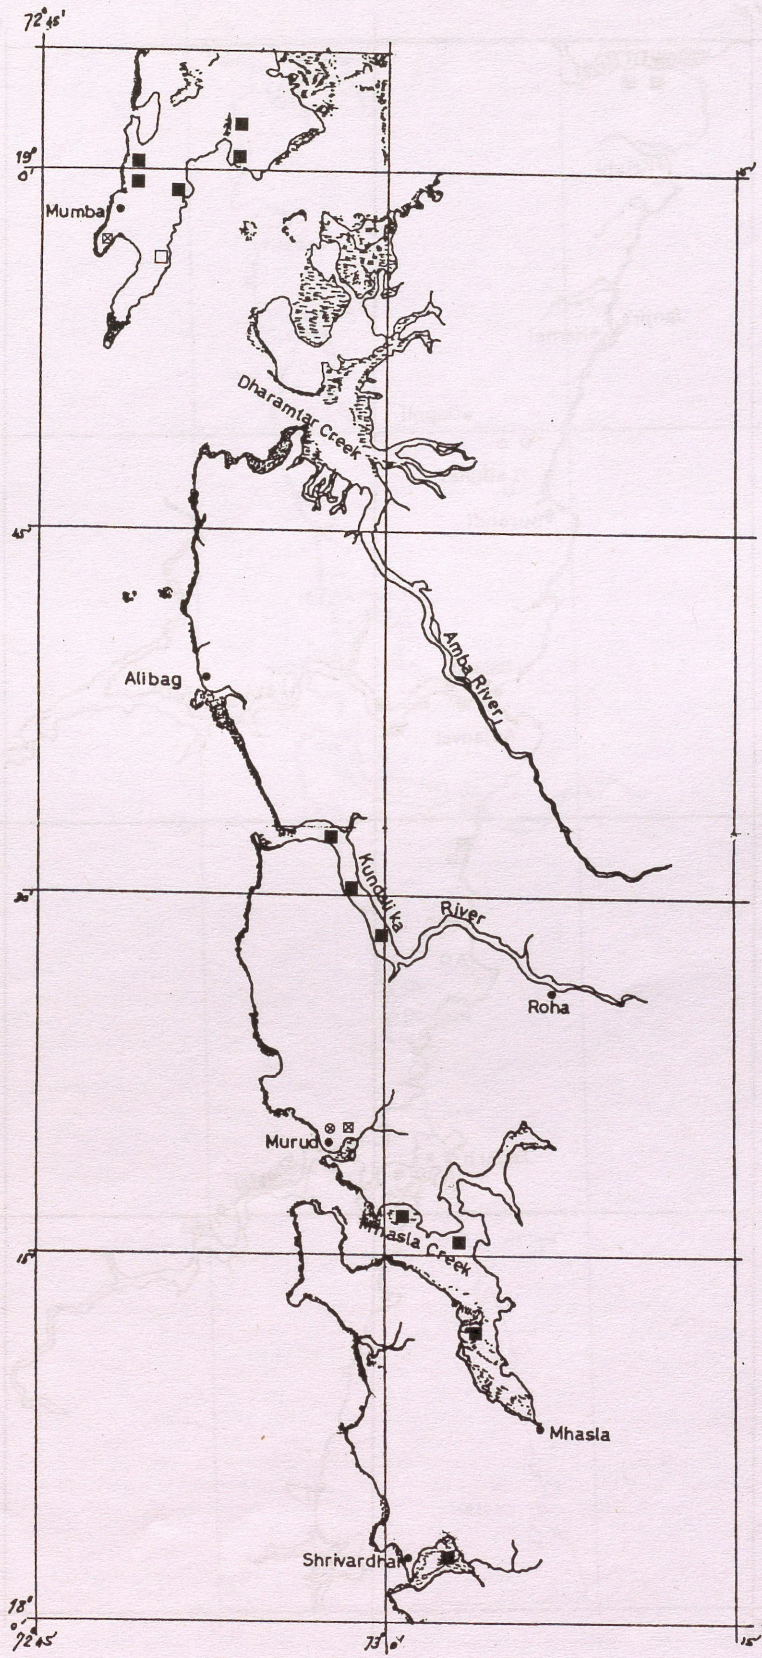 72°45'
19°
0'
15'
Mumbai
Dharamtar Creek
45'
Alibag
Amba River
Kundalika
River
30'
Roha
Murud
Mhasla Creek
15'
Mhasla
Shrivardhan
18°
0'
72°45'
73°0'
15'